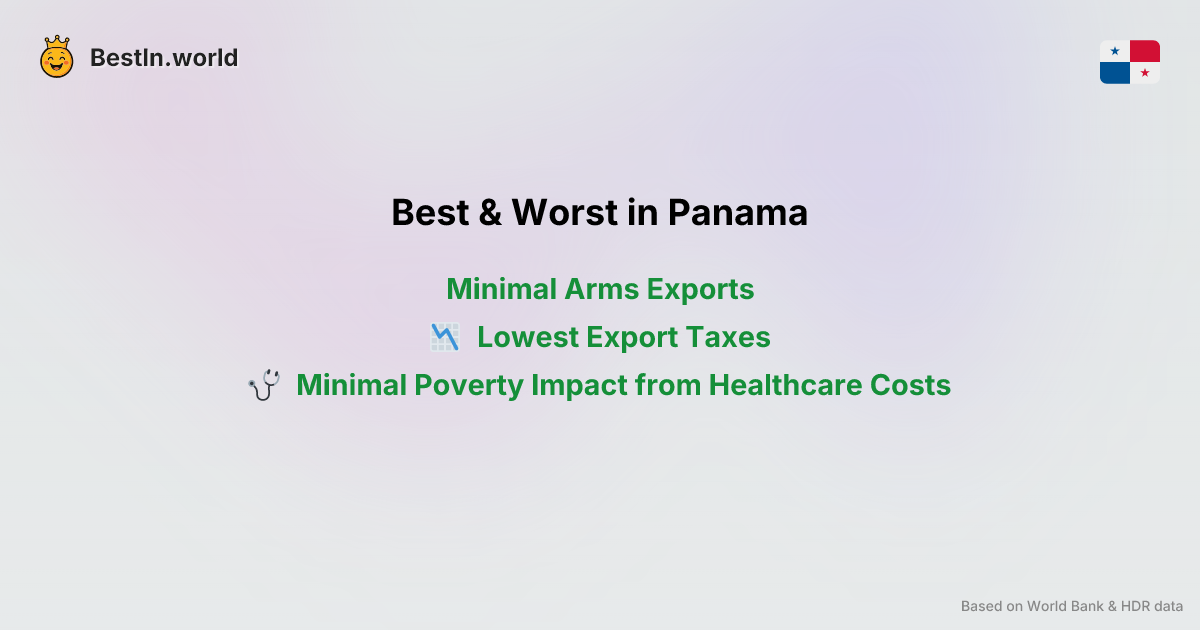 BestIn.world
Best & Worst in Panama
Minimal Arms Exports
Lowest Export Taxes
Minimal Poverty Impact from Healthcare Costs
Based on World Bank & HDR data